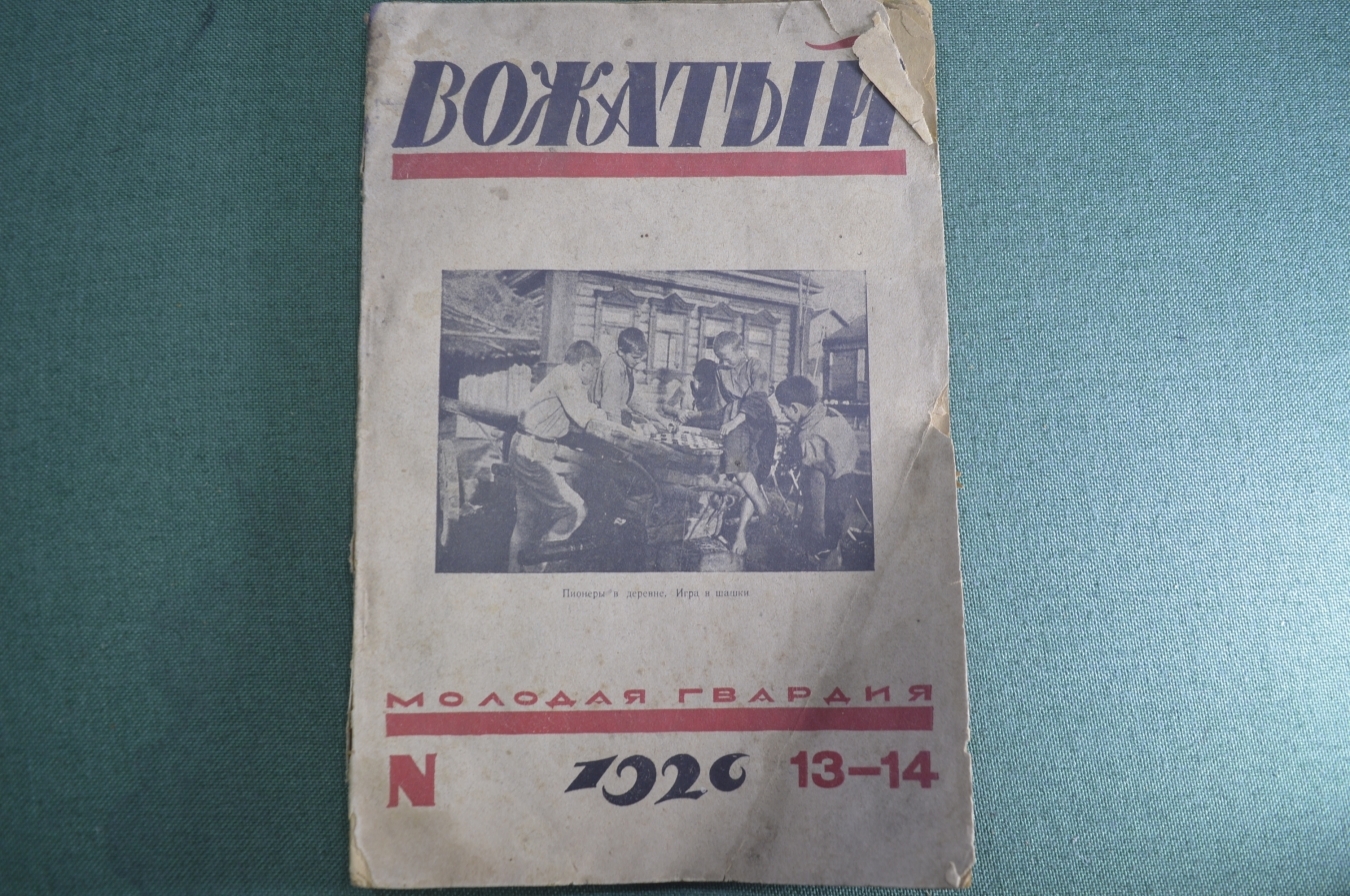 ВОЖАТЫЙ
Пионеры в деревне. Игра в шашки
МОЛОДАЯ ГВАРДИЯ
N 1926 13—14